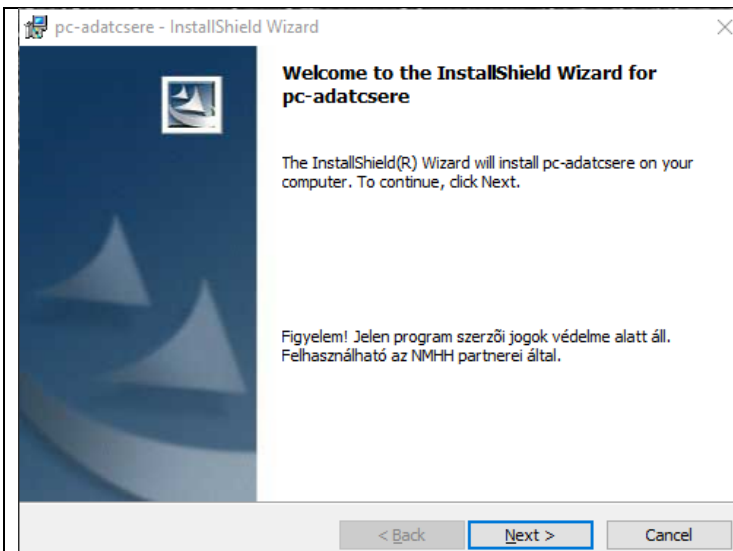 pc-adatcsere - InstallShield Wizard
Welcome to the InstallShield Wizard for
pc-adatcsere
The InstallShield(R) Wizard will install pc-adatcsere on your
computer. To continue, click Next.
Figyelem! Jelen program szerzõi jogok védelme alatt áll.
Felhasználható az NMHH partnerei által.
< Back Next > Cancel